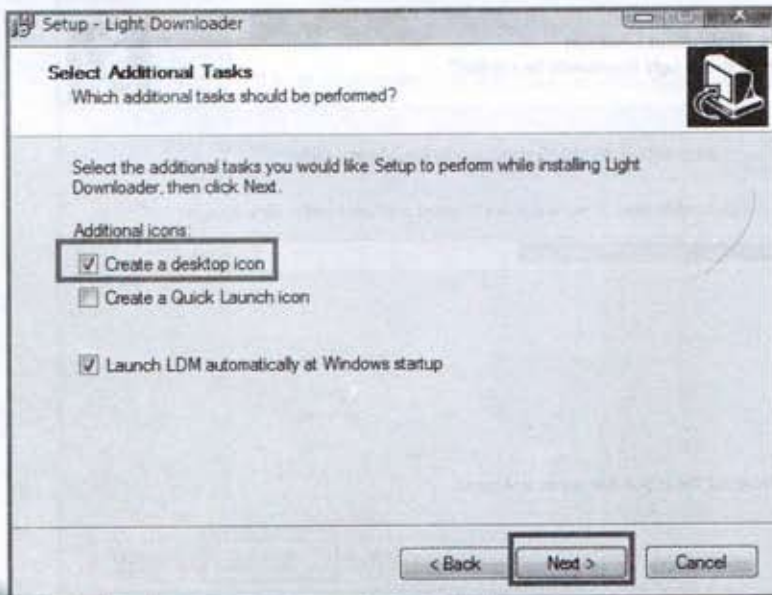 Setup - Light Downloader
Select Additional Tasks
Which additional tasks should be performed?
Select the additional tasks you would like Setup to perform while installing Light
Downloader, then click Next.
Additional icons:
Create a desktop icon
Create a Quick Launch icon
Launch LDM automatically at Windows startup
< Back
Next >
Cancel